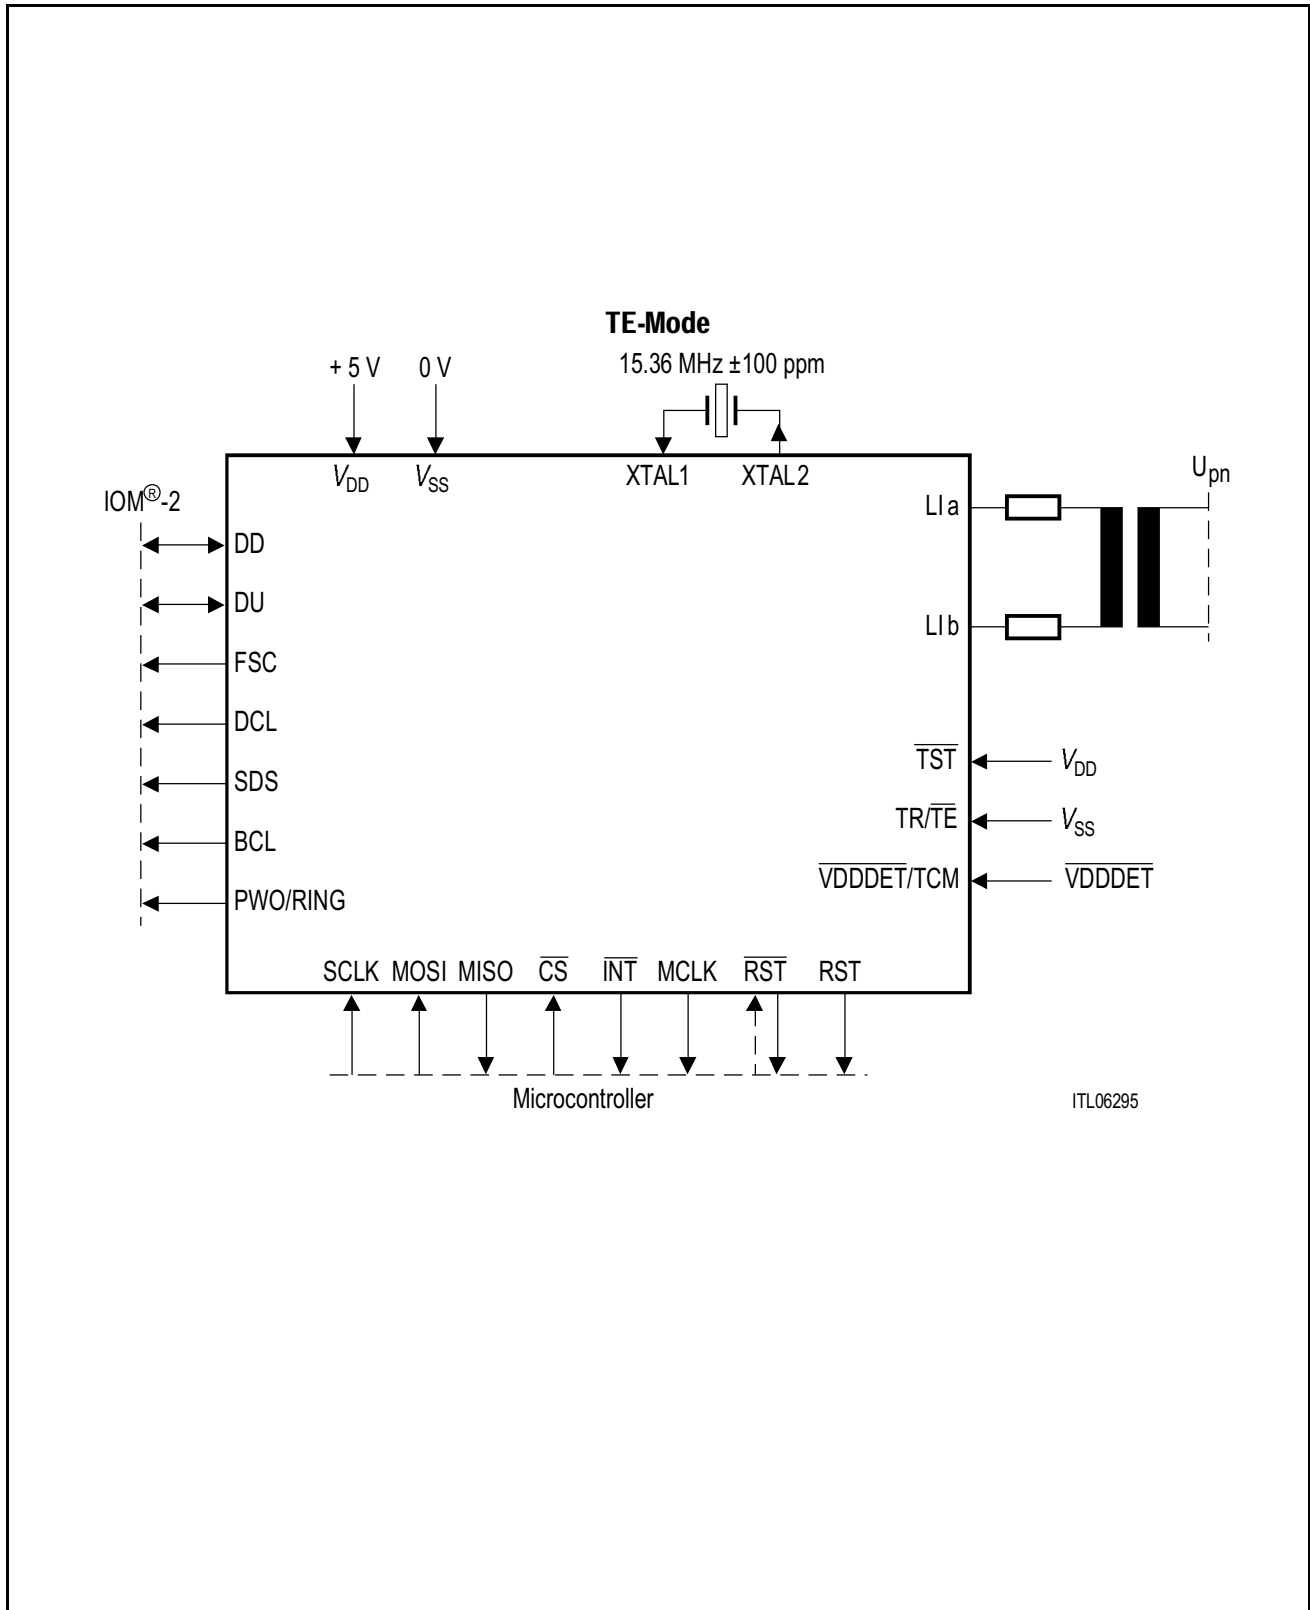 TE-Mode
+ 5 V 0 V 15.36 MHz ±100 ppm
VDD VSS XTAL1 XTAL2
IOM®-2
Upn
LIa
DD
DU
LIb
FSC
DCL
TST VDD
SDS
TR/TE VSS
BCL
VDDDET/TCM VDDDET
PWO/RING
SCLK MOSI MISO CS INT MCLK RST RST
Microcontroller
ITL06295